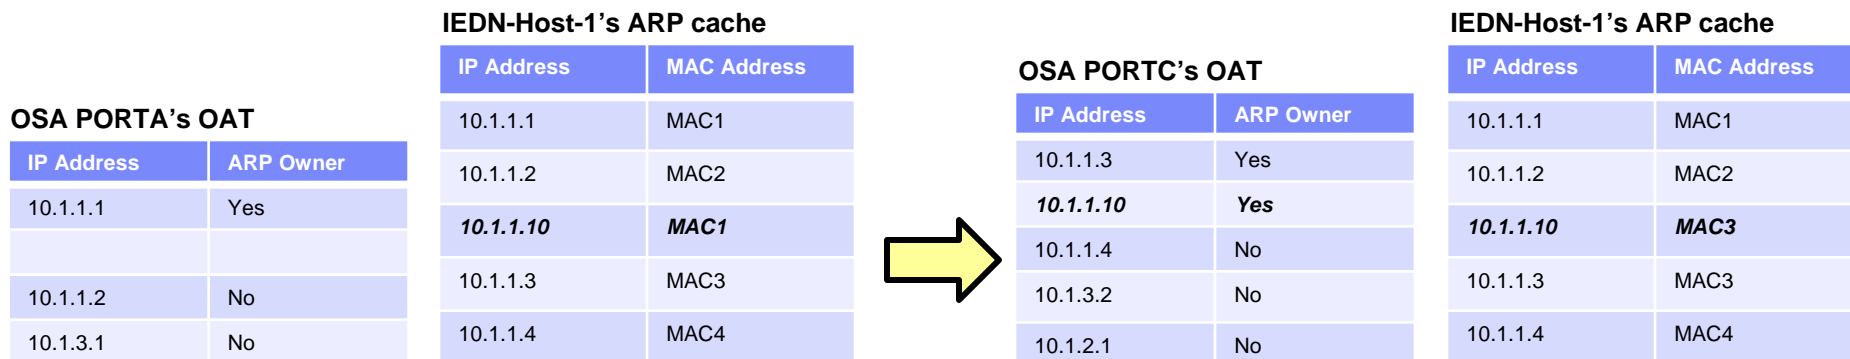 OSA PORTA’s OAT
IP Address ARP Owner
10.1.1.1 Yes
10.1.1.2 No
10.1.3.1 No
IEDN-Host-1’s ARP cache
IP Address MAC Address
10.1.1.1 MAC1
10.1.1.2 MAC2
10.1.1.10 MAC1
10.1.1.3 MAC3
10.1.1.4 MAC4
OSA PORTC’s OAT
IP Address ARP Owner
10.1.1.3 Yes
10.1.1.10 Yes
10.1.1.4 No
10.1.3.2 No
10.1.2.1 No
IEDN-Host-1’s ARP cache
IP Address MAC Address
10.1.1.1 MAC1
10.1.1.2 MAC2
10.1.1.10 MAC3
10.1.1.3 MAC3
10.1.1.4 MAC4